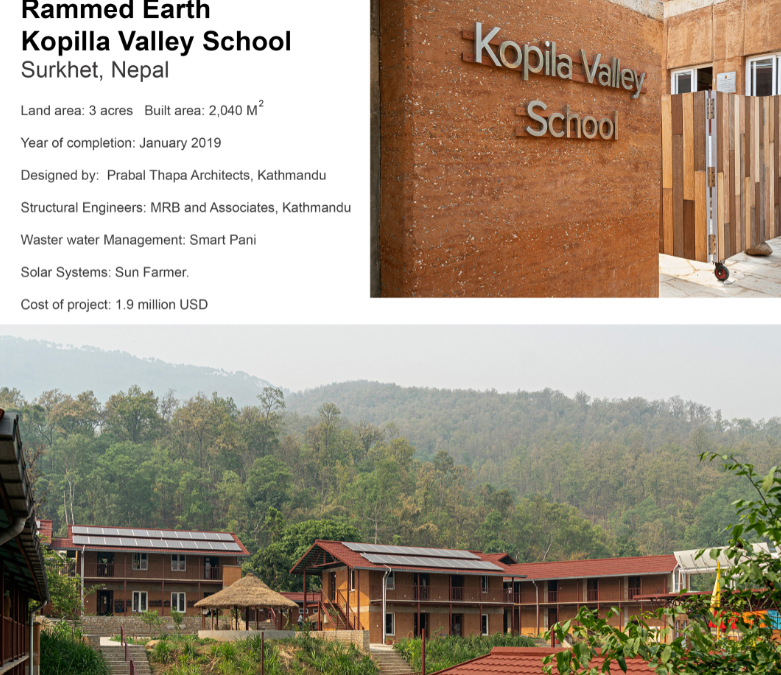 Rammed Earth
Kopilla Valley School
Surkhet, Nepal
Land area: 3 acres Built area: 2,040 M²
Year of completion: January 2019
Designed by: Prabal Thapa Architects, Kathmandu
Structural Engineers: MRB and Associates, Kathmandu
Waster water Management: Smart Pani
Solar Systems: Sun Farmer.
Cost of project: 1.9 million USD
Kopila Valley
School